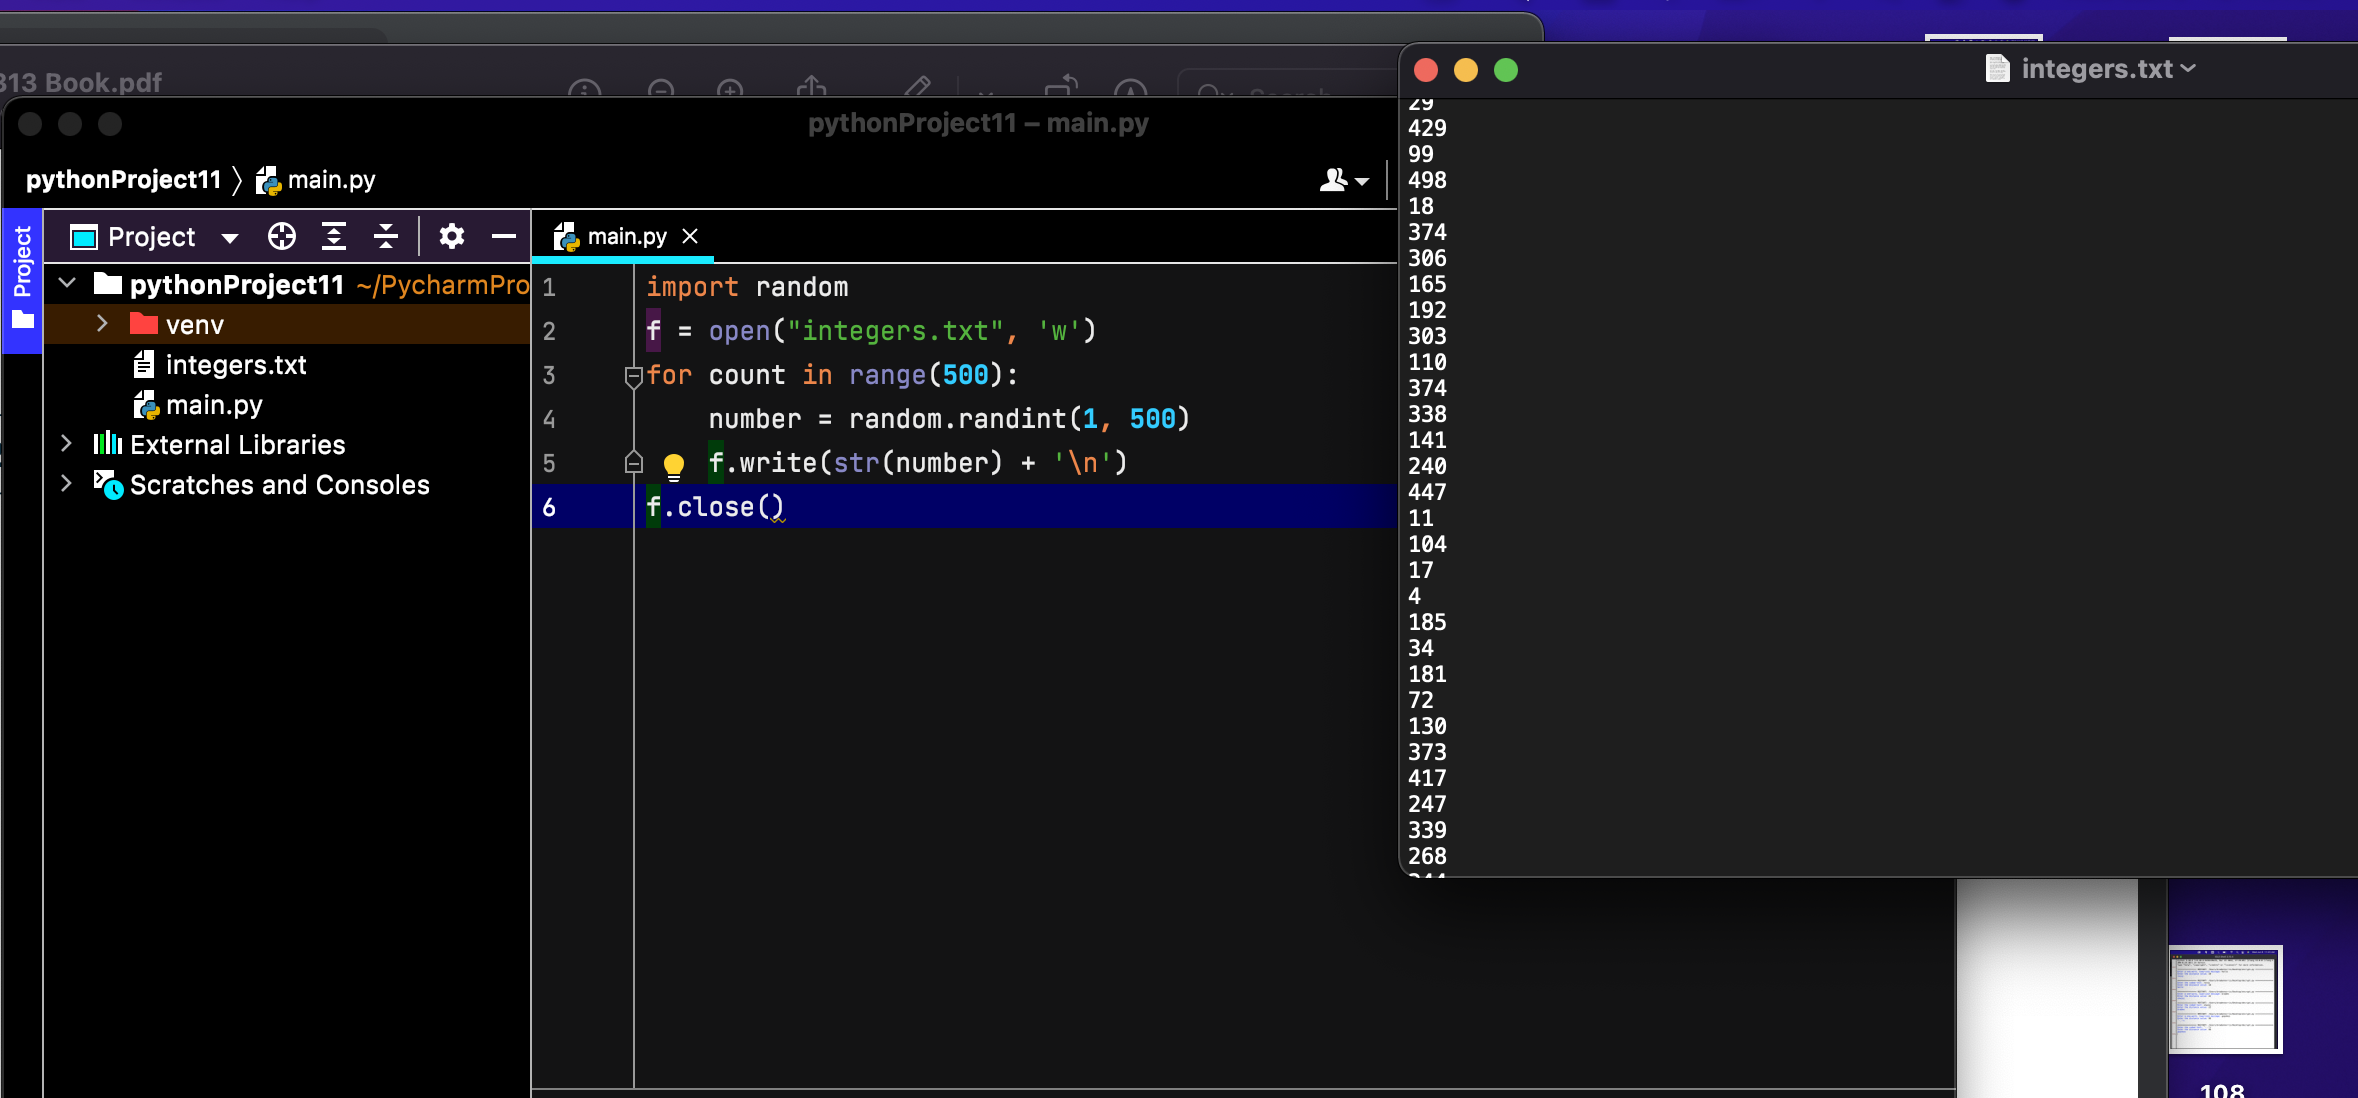 313 Book.pdf
pythonProject11 – main.py
pythonProject11 〉 main.py
Project
Project
pythonProject11 ~/PycharmPro
venv
integers.txt
main.py
External Libraries
Scratches and Consoles
main.py ×
1 import random
2 f = open("integers.txt", 'w')
3 for count in range(500):
4 number = random.randint(1, 500)
5 f.write(str(number) + '\n')
6 f.close()
integers.txt
29
429
99
498
18
374
306
165
192
303
110
374
338
141
240
447
11
104
17
4
185
34
181
72
130
373
417
247
339
268
108